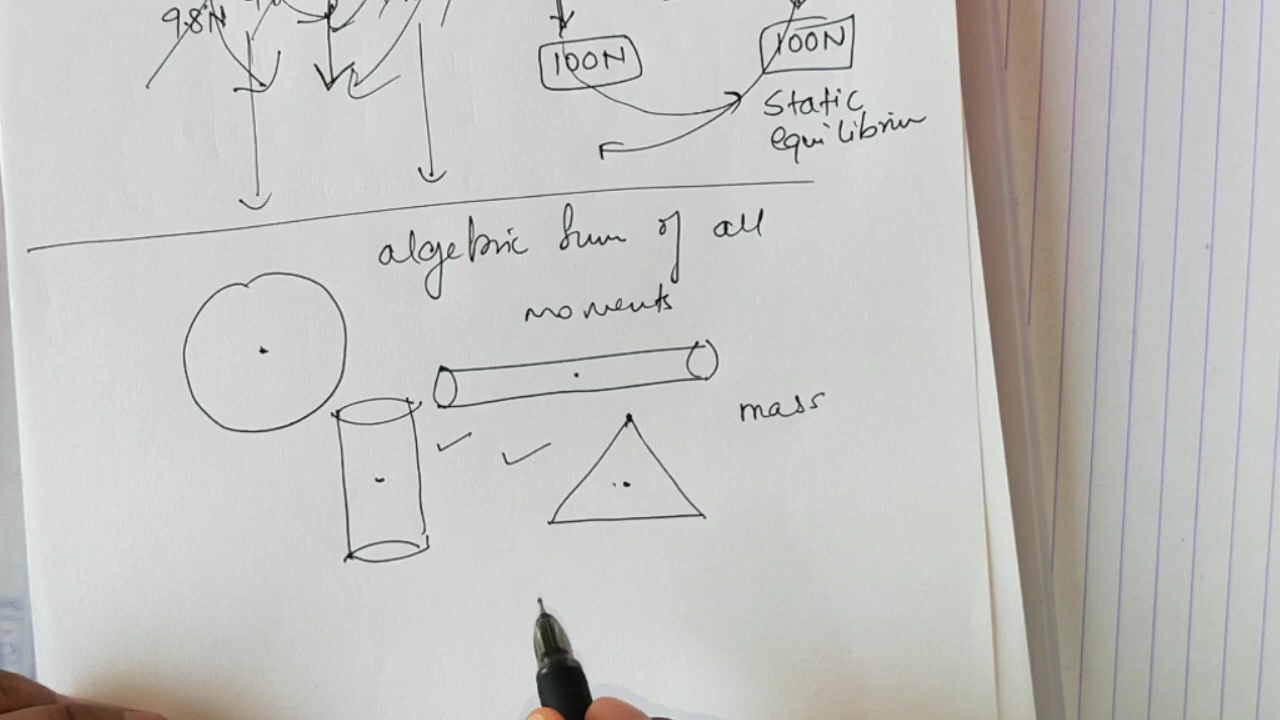 9.8N
100N
100N
Static
equilibrium
algebric sum of all
moments
mass